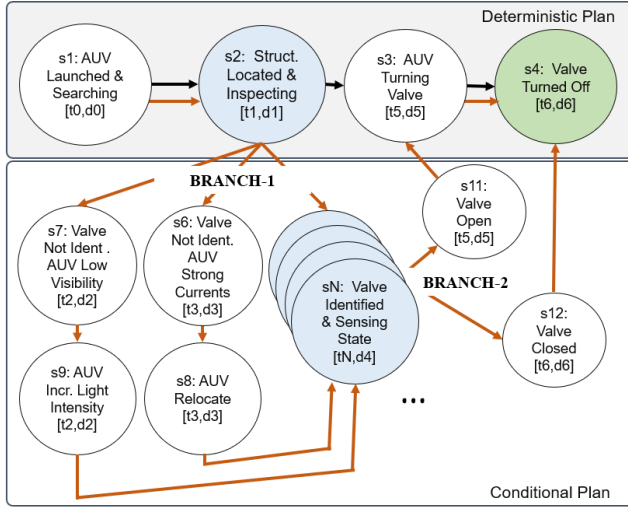 Deterministic Plan
s1: AUV
Launched &
Searching
[t0,d0]
s2: Struct.
Located &
Inspecting
[t1,d1]
s3: AUV
Turning
Valve
[t5,d5]
s4: Valve
Turned Off
[t6,d6]
BRANCH-1
s7: Valve
Not Ident .
AUV Low
Visibility
[t2,d2]
s6: Valve
Not Ident.
AUV
Strong
Currents
[t3,d3]
s11:
Valve
Open
[t5,d5]
BRANCH-2
sN: Valve
Identified
& Sensing
State
[tN,d4]
s12:
Valve
Closed
[t6,d6]
s9: AUV
Incr. Light
Intensity
[t2,d2]
s8: AUV
Relocate
[t3,d3]
...
Conditional Plan